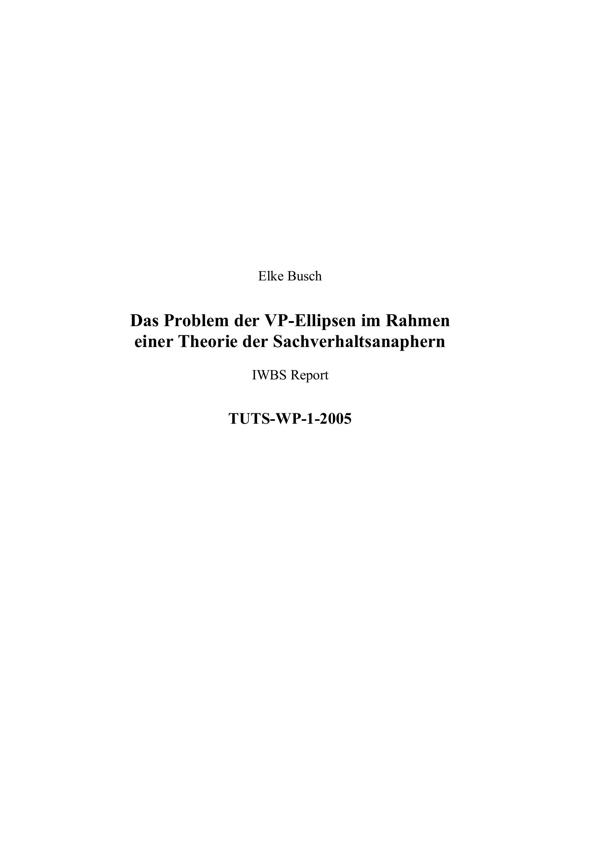 Elke Busch
Das Problem der VP-Ellipsen im Rahmen
einer Theorie der Sachverhaltsanaphern
IWBS Report
TUTS-WP-1-2005